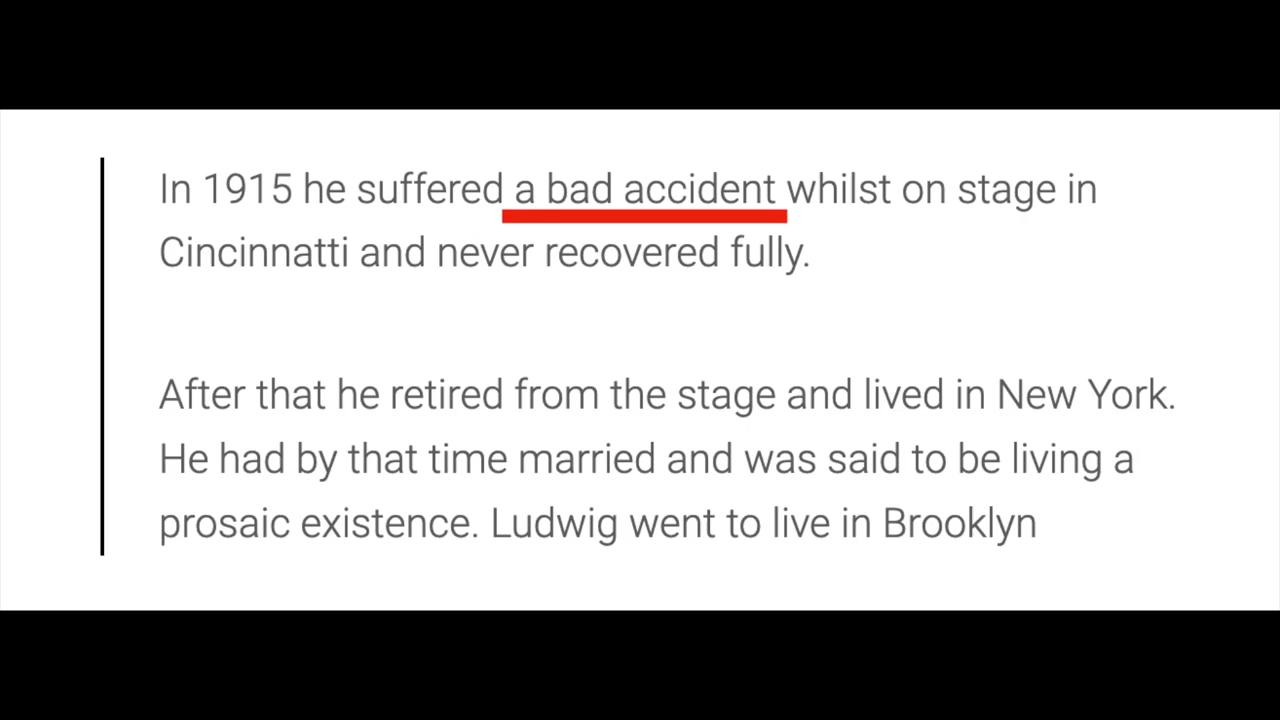 In 1915 he suffered a bad accident whilst on stage in
Cincinnatti and never recovered fully.
After that he retired from the stage and lived in New York.
He had by that time married and was said to be living a
prosaic existence. Ludwig went to live in Brooklyn